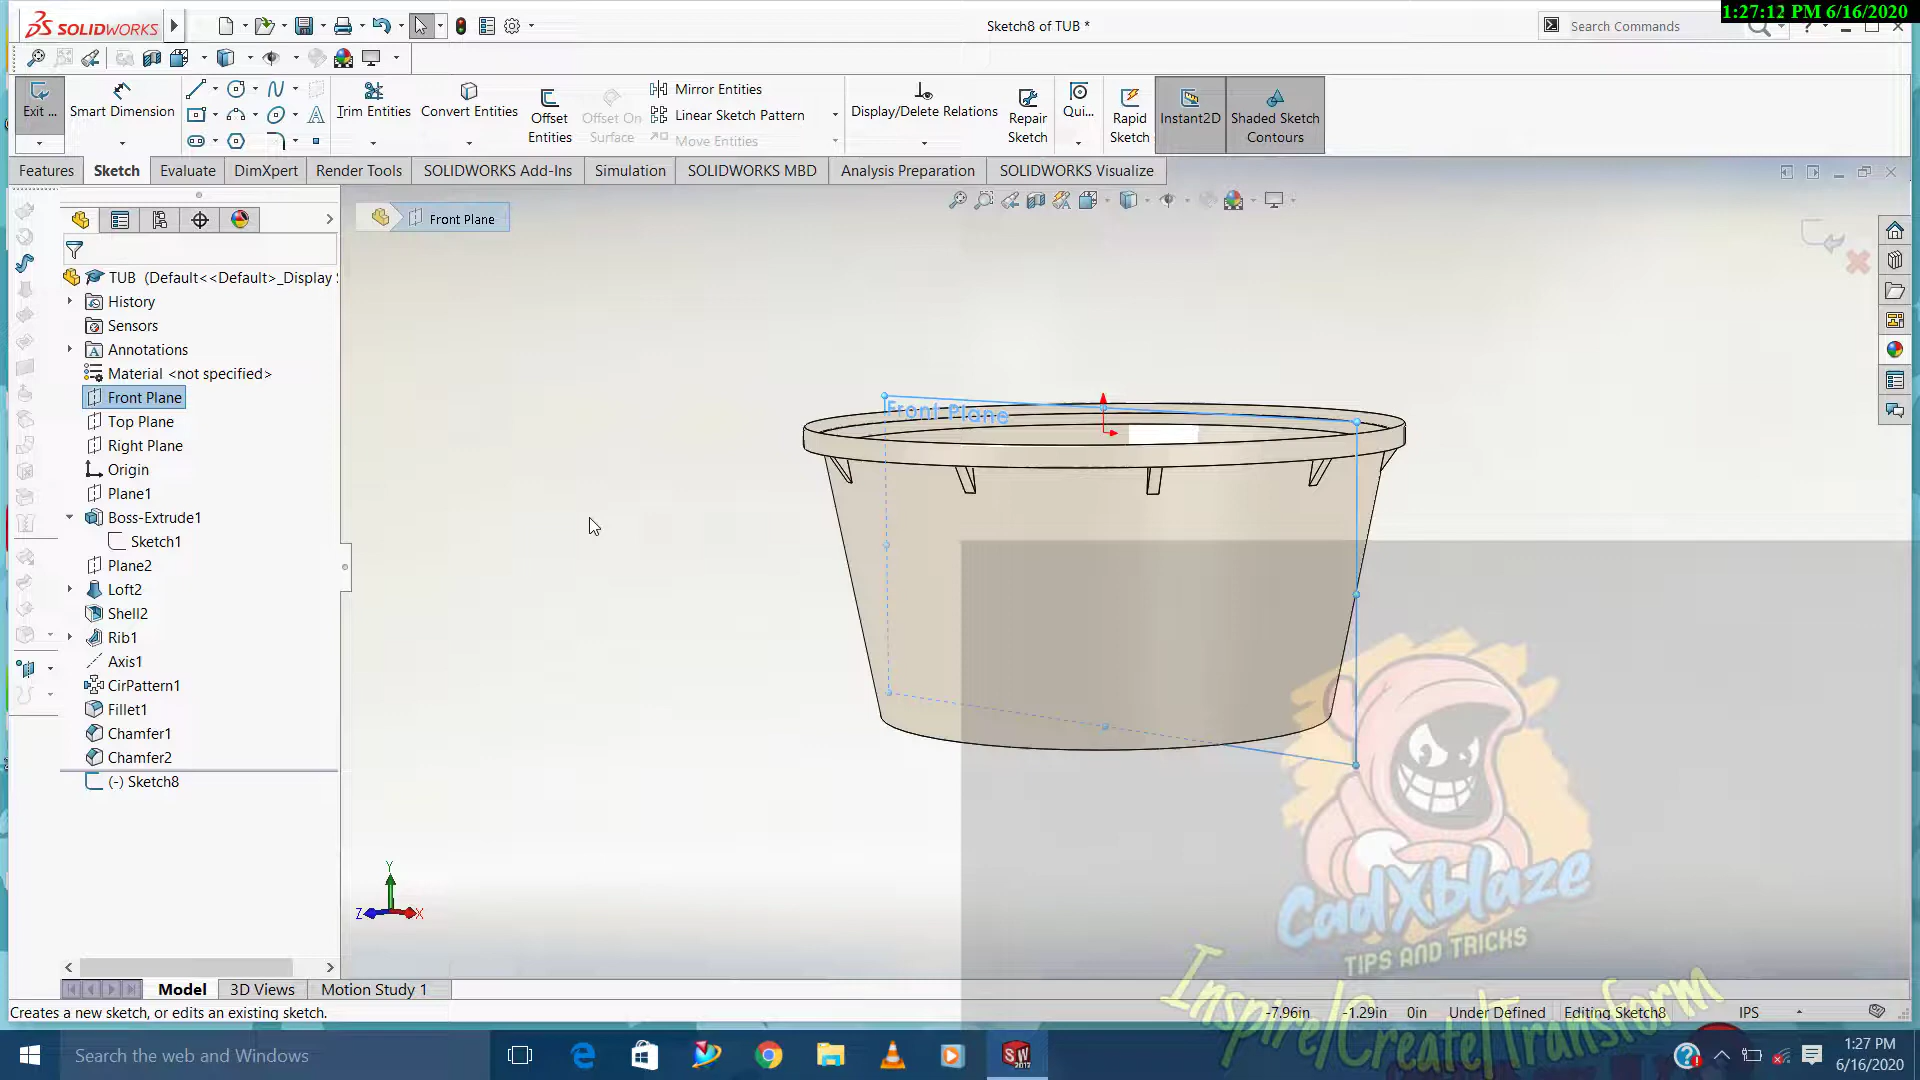 1:27:12 PM 6/16/2020
SOLIDWORKS
Sketch8 of TUB *
Search Commands
Exit ...
Smart Dimension
Trim Entities
Convert Entities
Offset Entities
Offset On Surface
Mirror Entities
Linear Sketch Pattern
Move Entities
Display/Delete Relations
Repair Sketch
Qui...
Rapid Sketch
Instant2D
Shaded Sketch Contours
Features
Sketch
Evaluate
DimXpert
Render Tools
SOLIDWORKS Add-Ins
Simulation
SOLIDWORKS MBD
Analysis Preparation
SOLIDWORKS Visualize
Front Plane
TUB (Default<<Default>_Display
History
Sensors
Annotations
Material <not specified>
Front Plane
Top Plane
Right Plane
Origin
Plane1
Boss-Extrude1
Sketch1
Plane2
Loft2
Shell2
Rib1
Axis1
CirPattern1
Fillet1
Chamfer1
Chamfer2
(-) Sketch8
Front Plane
Y
Z
X
CadXblaze
TIPS AND TRICKS
Inspire/Create/Transform
Model
3D Views
Motion Study 1
Creates a new sketch, or edits an existing sketch.
-7.96in
-1.29in
0in
Under Defined
Editing Sketch8
IPS
Search the web and Windows
SW
2017
1:27 PM
6/16/2020